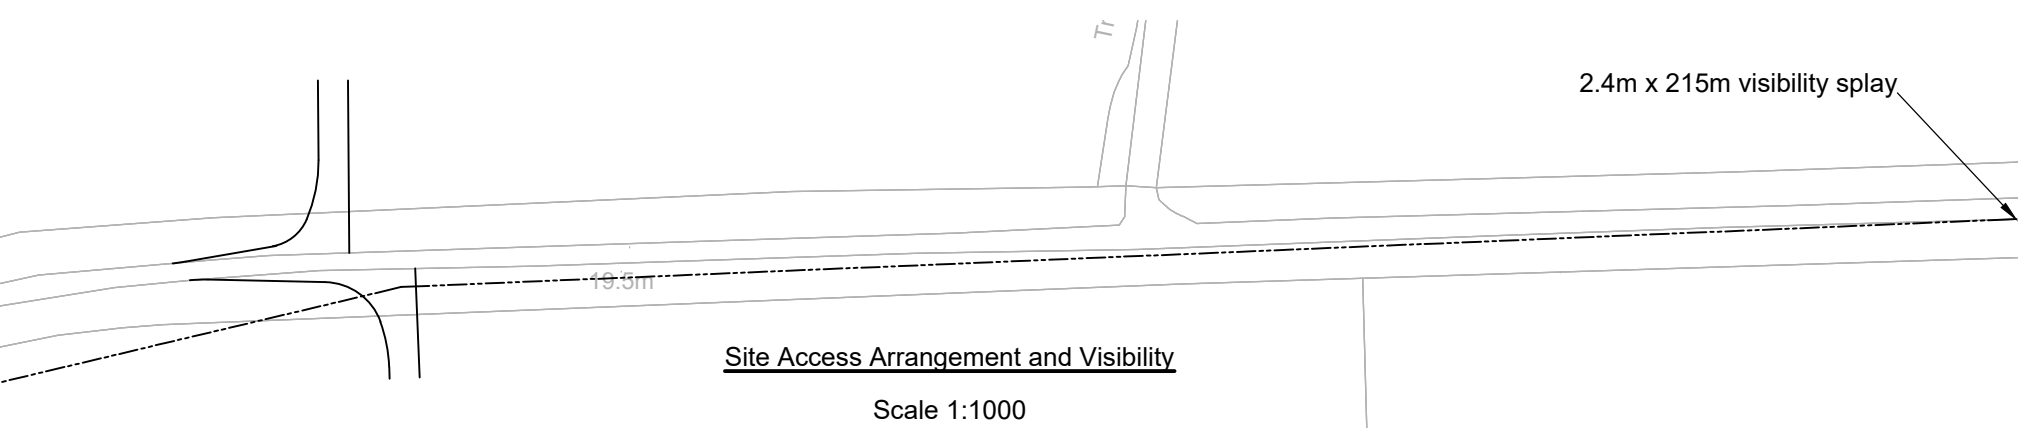 2.4m x 215m visibility splay
19.5m
Site Access Arrangement and Visibility
Scale 1:1000